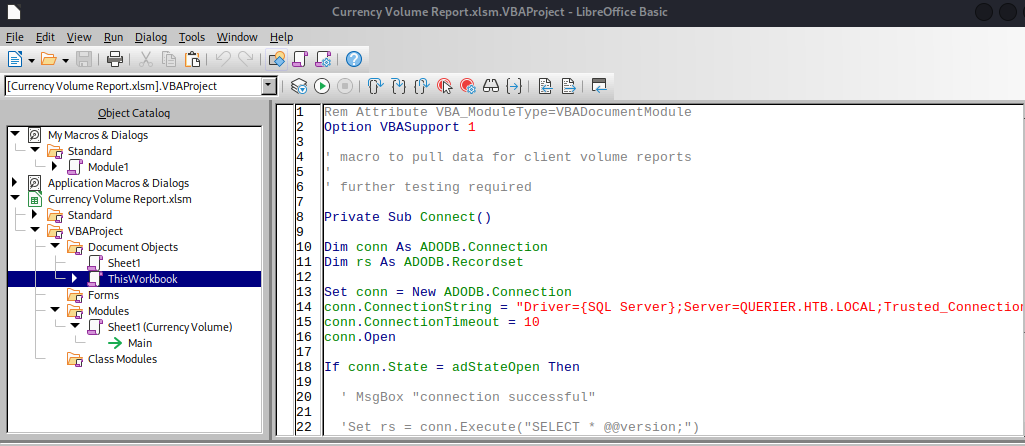 Currency Volume Report.xlsm.VBAProject - LibreOffice Basic
File Edit View Run Dialog Tools Window Help
[Currency Volume Report.xlsm].VBAProject
Object Catalog
My Macros & Dialogs
Standard
Module1
Application Macros & Dialogs
Currency Volume Report.xlsm
Standard
VBAProject
Document Objects
Sheet1
ThisWorkbook
Forms
Modules
Sheet1 (Currency Volume)
Main
Class Modules
1 Rem Attribute VBA_ModuleType=VBADocumentModule
2 Option VBASupport 1
3
4 ' macro to pull data for client volume reports
5 '
6 ' further testing required
7
8 Private Sub Connect()
9
10 Dim conn As ADODB.Connection
11 Dim rs As ADODB.Recordset
12
13 Set conn = New ADODB.Connection
14 conn.ConnectionString = "Driver={SQL Server};Server=QUERIER.HTB.LOCAL;Trusted_Connection
15 conn.ConnectionTimeout = 10
16 conn.Open
17
18 If conn.State = adStateOpen Then
19
20 ' MsgBox "connection successful"
21
22 'Set rs = conn.Execute("SELECT * @@version;")